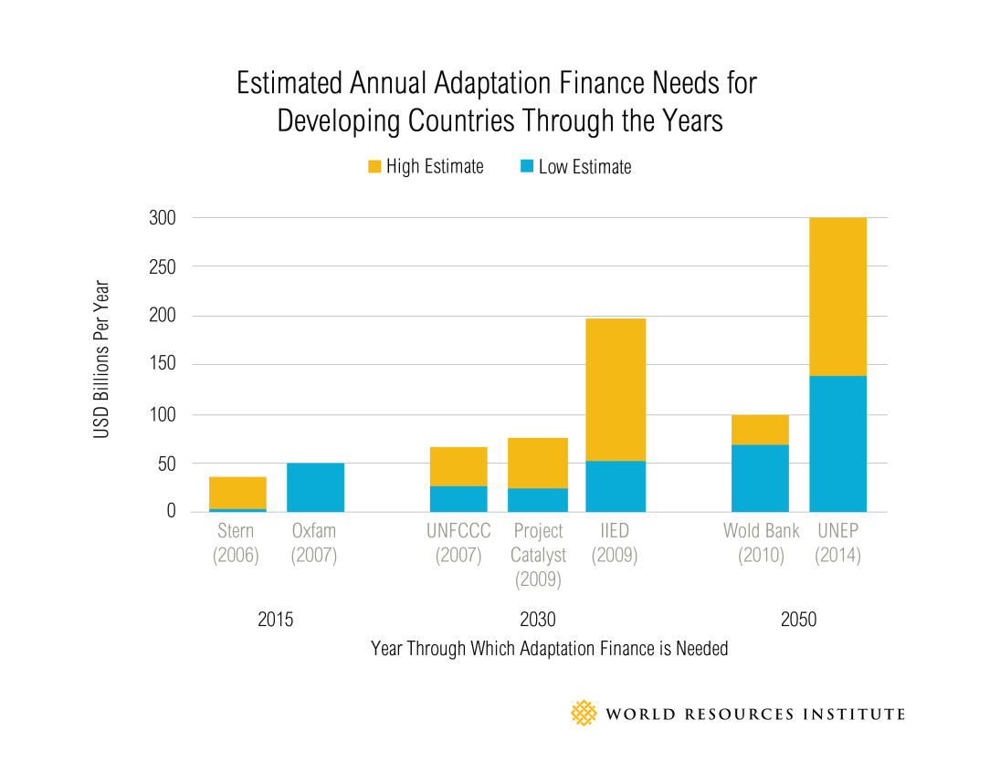 Estimated Annual Adaptation Finance Needs for
Developing Countries Through the Years
High Estimate Low Estimate
300
250
200
150
100
50
0
USD Billions Per Year
Stern Oxfam UNFCCC Project IIED Wold Bank UNEP
(2006) (2007) (2007) Catalyst (2009) (2010) (2014)
(2009)
2015 2030 2050
Year Through Which Adaptation Finance is Needed
WORLD RESOURCES INSTITUTE